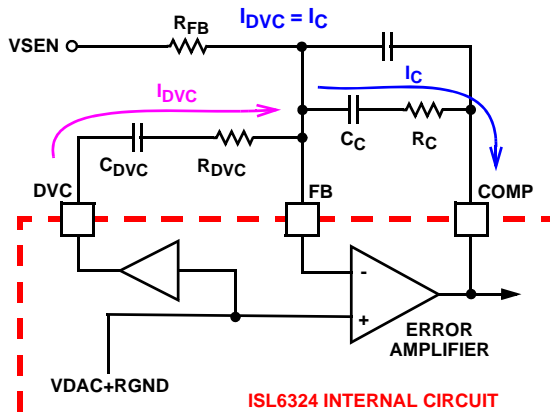 I_DVC = I_C
R_FB
VSEN
I_DVC
I_C
C_DVC
R_DVC
C_C
R_C
DVC
FB
COMP
-
+
ERROR
AMPLIFIER
VDAC+RGND
ISL6324 INTERNAL CIRCUIT